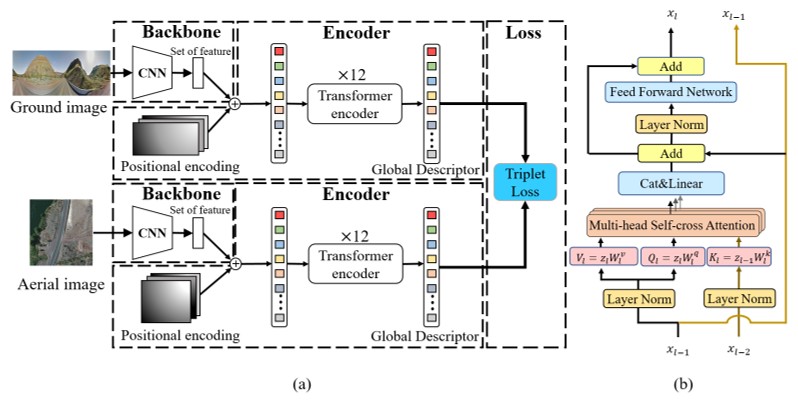 Backbone
Encoder
Loss
CNN
Set of feature
Ground image
×12
Transformer
encoder
Positional encoding
Global Descriptor
Triplet
Loss
Backbone
Encoder
CNN
Set of feature
Aerial image
×12
Transformer
encoder
Positional encoding
Global Descriptor
(a)
x_l
x_{l-1}
Add
Feed Forward Network
Layer Norm
Add
Cat&Linear
Multi-head Self-cross Attention
V_l = z_l W_l^v
Q_l = z_l W_l^q
K_l = z_{l-1} W_l^k
Layer Norm
Layer Norm
x_{l-1}
x_{l-2}
(b)